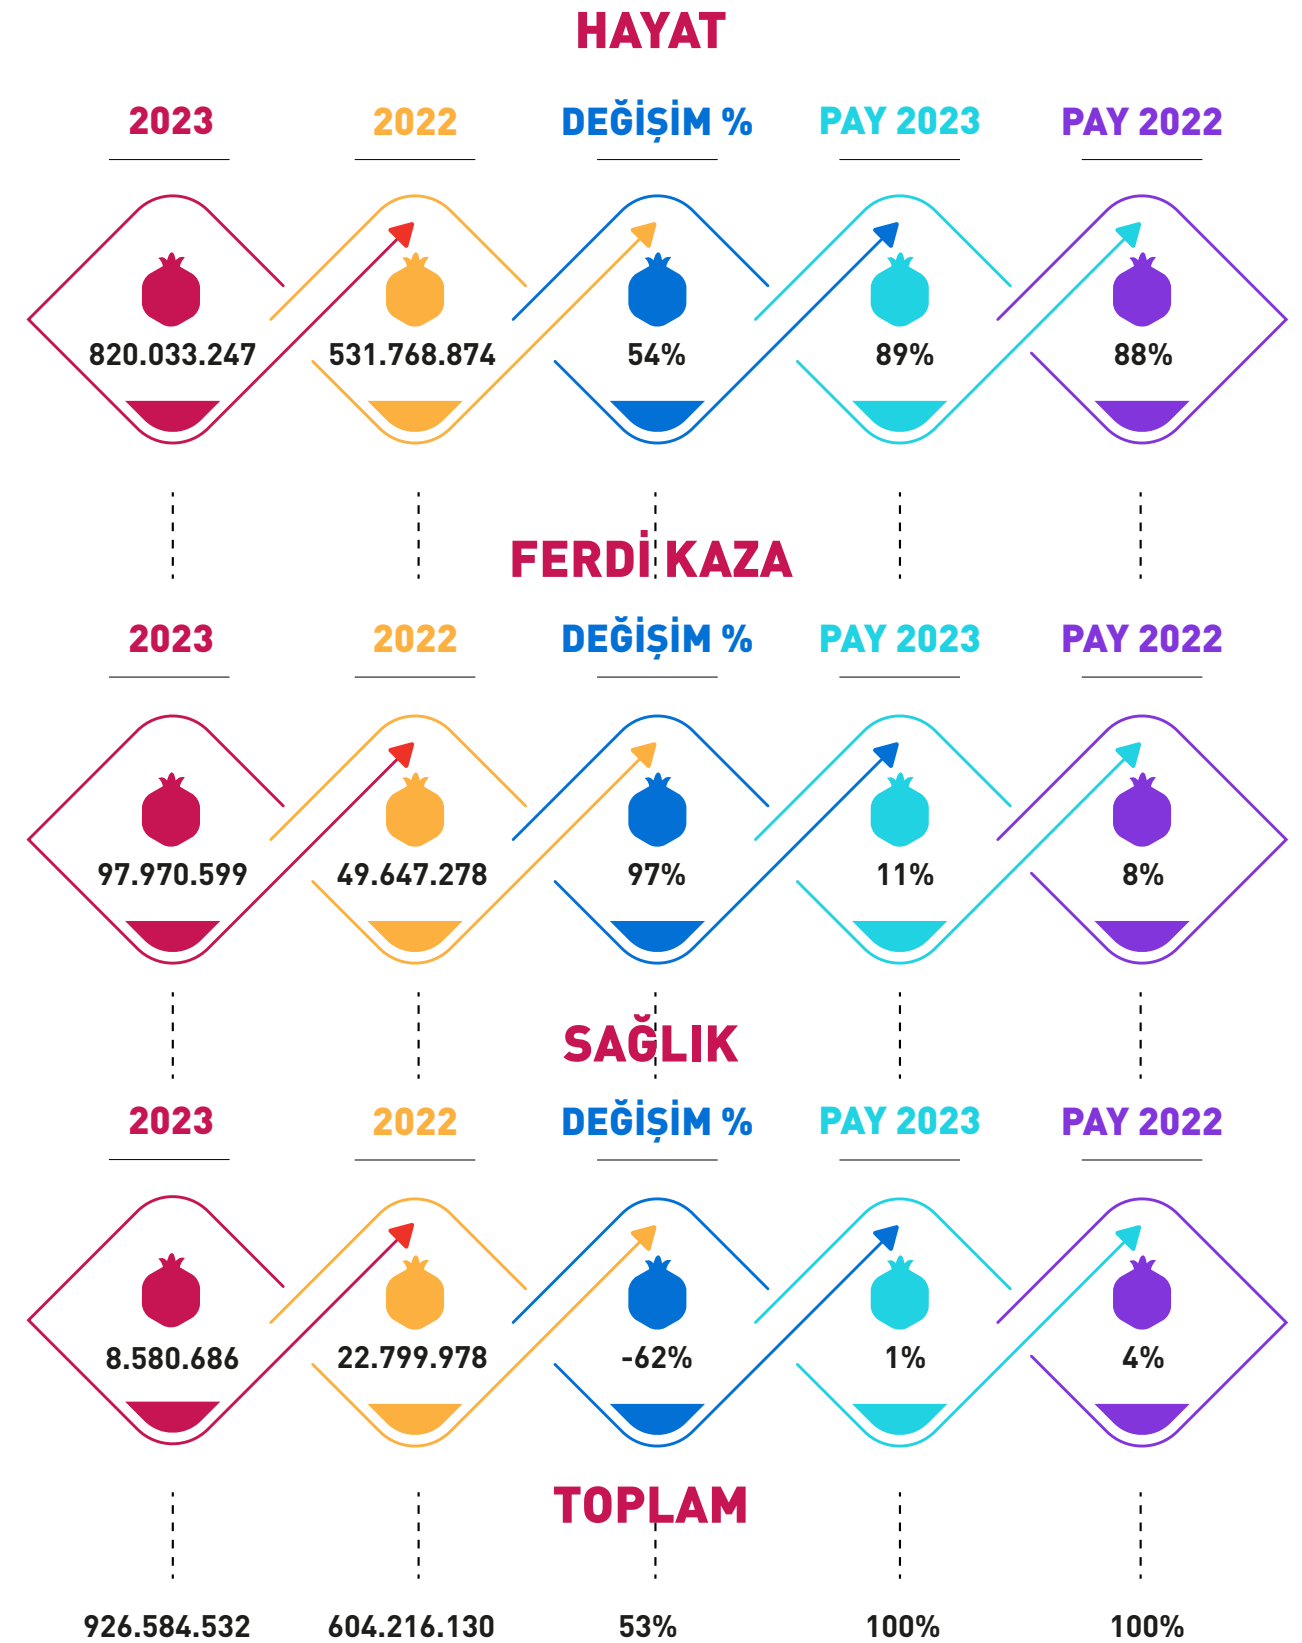 HAYAT
2023 2022 DEĞİŞİM % PAY 2023 PAY 2022
820.033.247 531.768.874 54% 89% 88%
FERDİ KAZA
2023 2022 DEĞİŞİM % PAY 2023 PAY 2022
97.970.599 49.647.278 97% 11% 8%
SAĞLIK
2023 2022 DEĞİŞİM % PAY 2023 PAY 2022
8.580.686 22.799.978 -62% 1% 4%
TOPLAM
926.584.532 604.216.130 53% 100% 100%